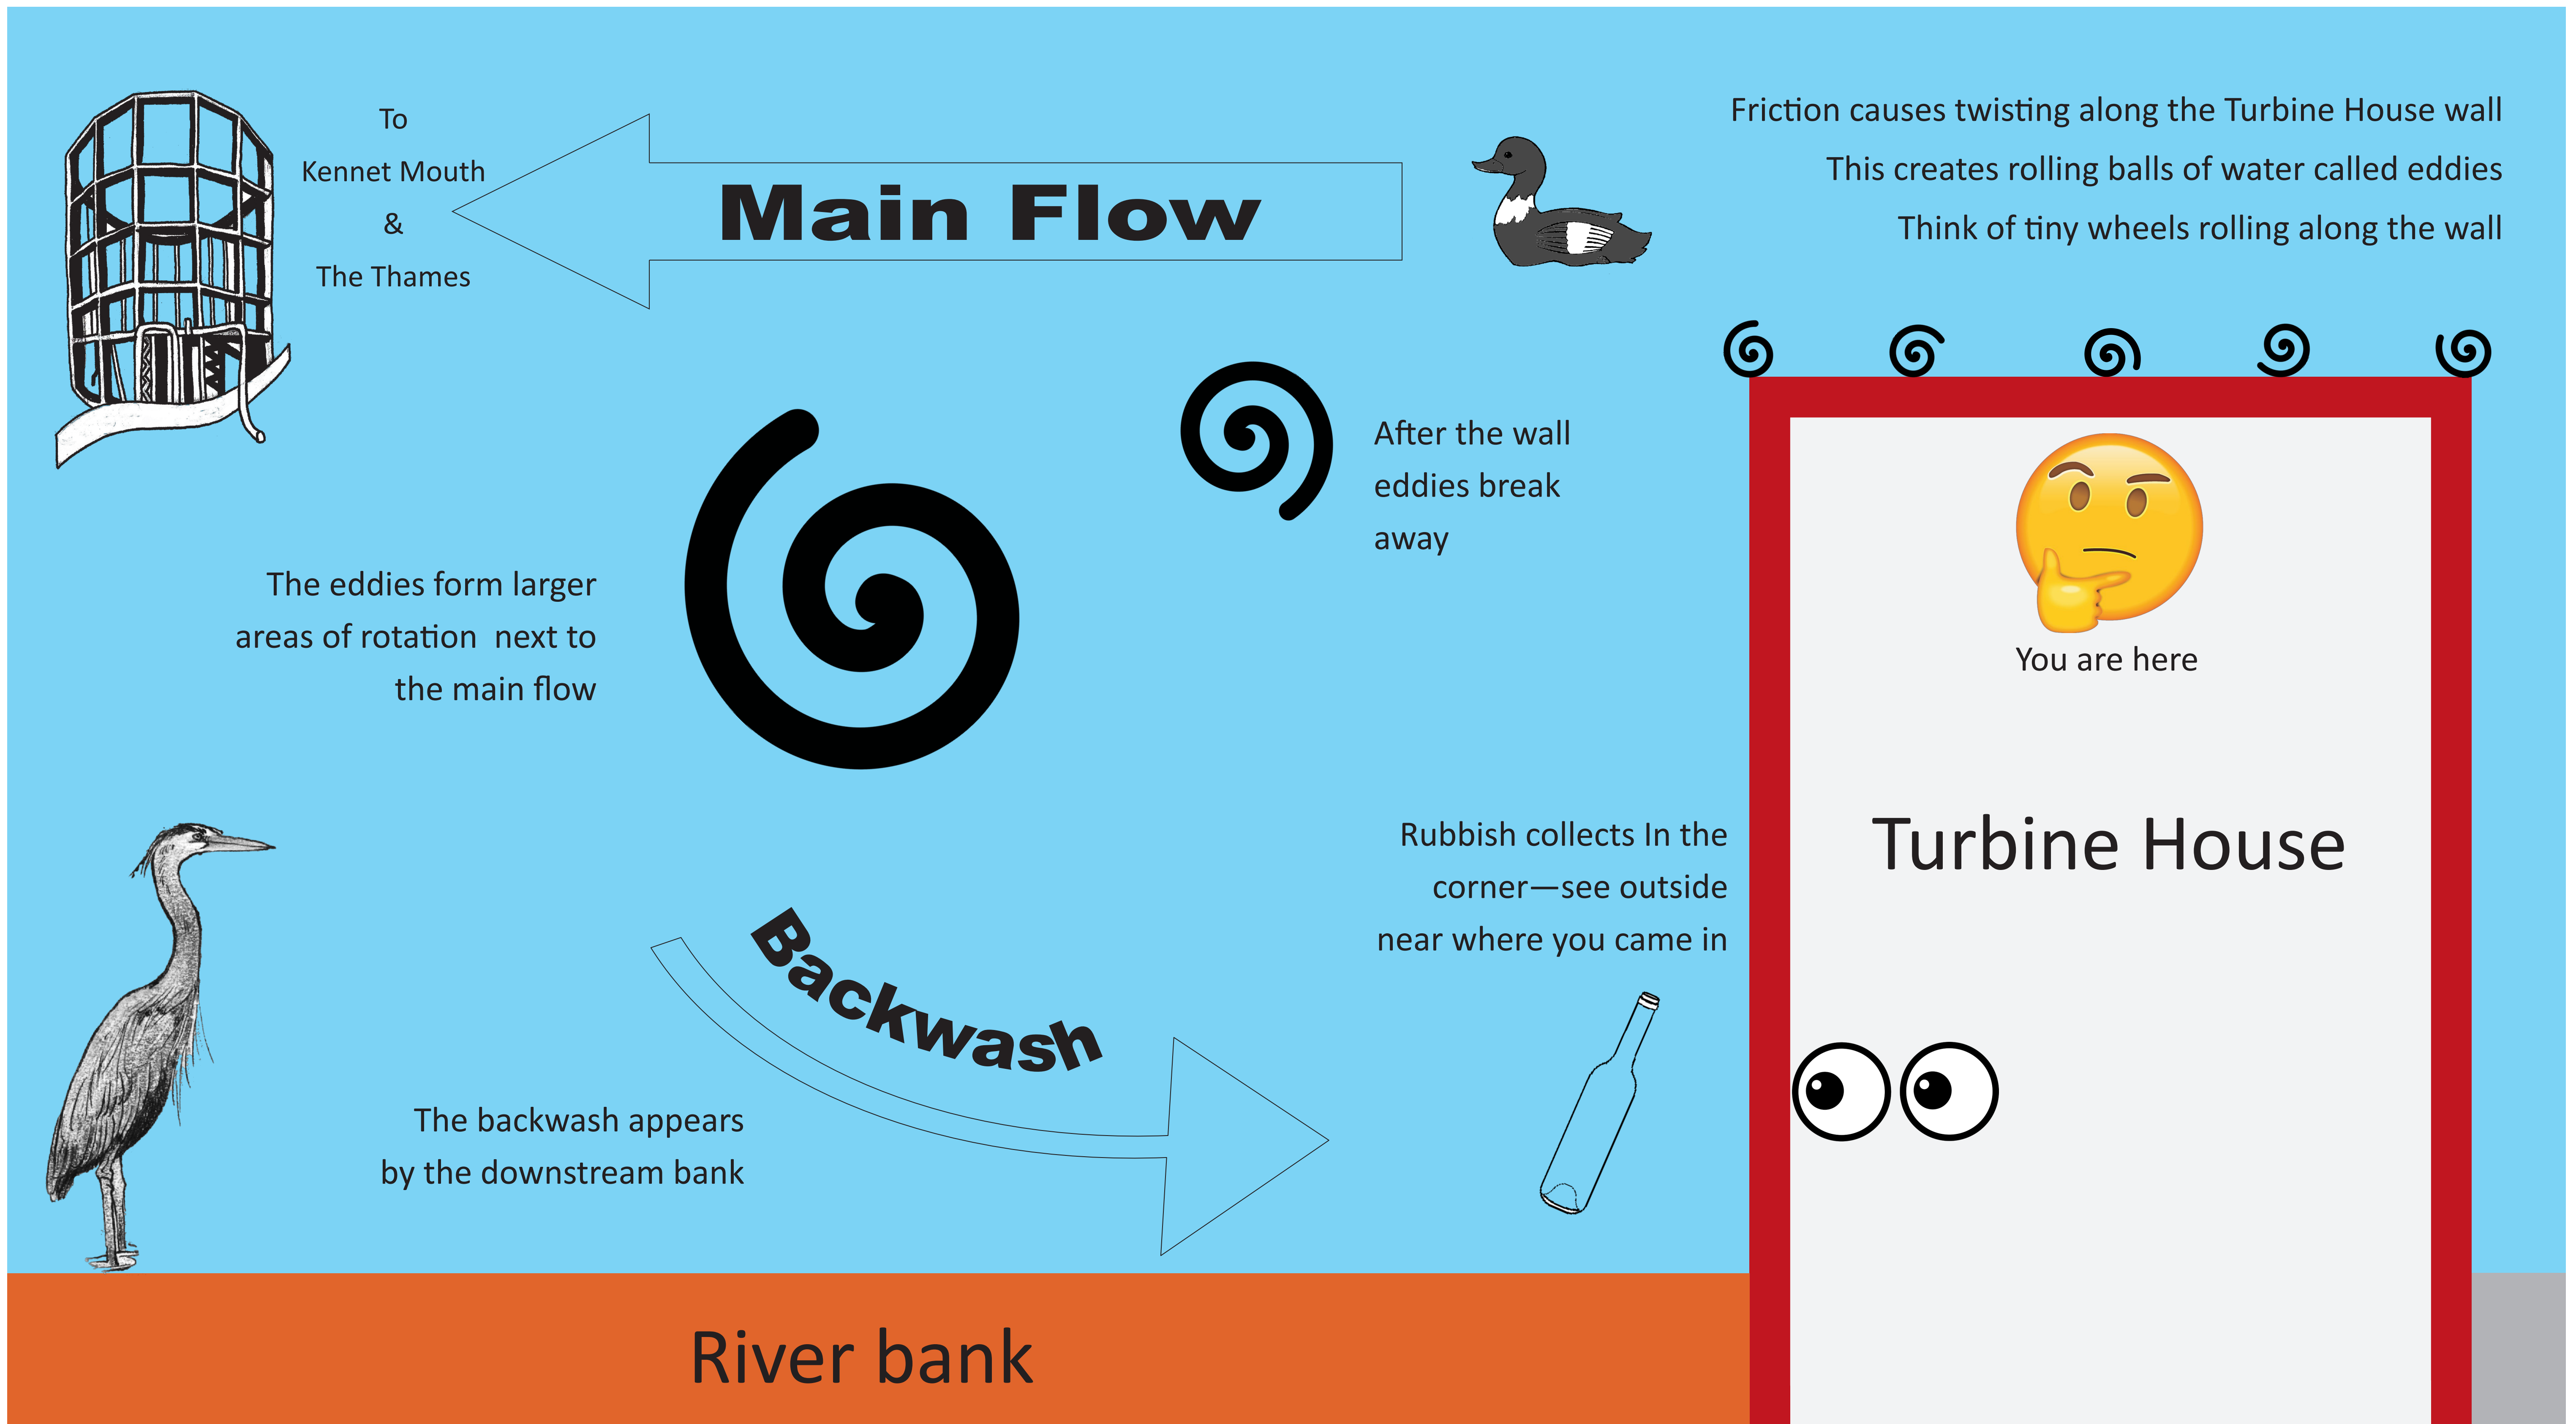 To
Kennet Mouth
&
The Thames
Main Flow
Friction causes twisting along the Turbine House wall
This creates rolling balls of water called eddies
Think of tiny wheels rolling along the wall
After the wall
eddies break
away
The eddies form larger
areas of rotation  next to
the main flow
You are here
Turbine House
Rubbish collects In the
corner—see outside
near where you came in
Backwash
The backwash appears
by the downstream bank
River bank